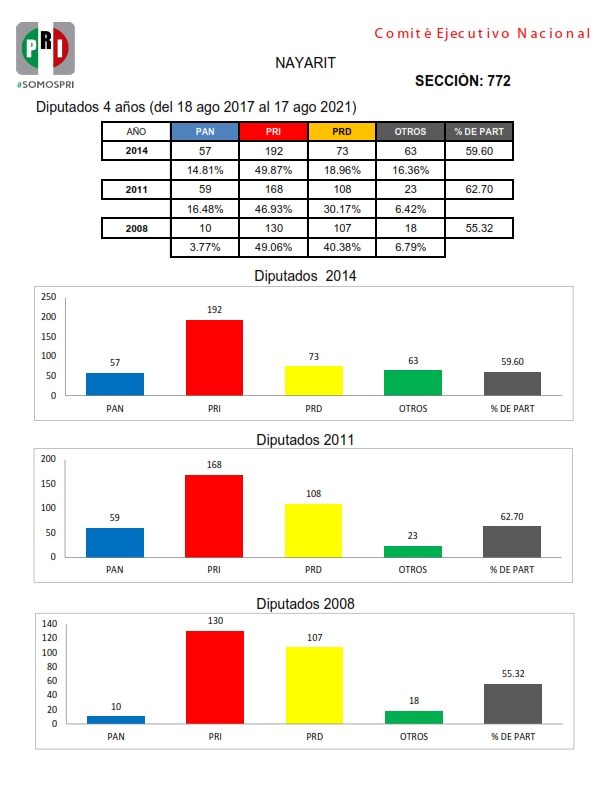 Comité Ejecutivo Nacional
PRI
#SOMOSPRI
NAYARIT
SECCIÓN: 772
Diputados 4 años (del 18 ago 2017 al 17 ago 2021)
AÑO PAN PRI PRD OTROS % DE PART
2014 57 192 73 63 59.60
14.81% 49.87% 18.96% 16.36%
2011 59 168 108 23 62.70
16.48% 46.93% 30.17% 6.42%
2008 10 130 107 18 55.32
3.77% 49.06% 40.38% 6.79%
Diputados 2014
250
200
150
100
50
0
57 192 73 63 59.60
PAN PRI PRD OTROS % DE PART
Diputados 2011
200
150
100
50
0
59 168 108 23 62.70
PAN PRI PRD OTROS % DE PART
Diputados 2008
140
120
100
80
60
40
20
0
10 130 107 18 55.32
PAN PRI PRD OTROS % DE PART